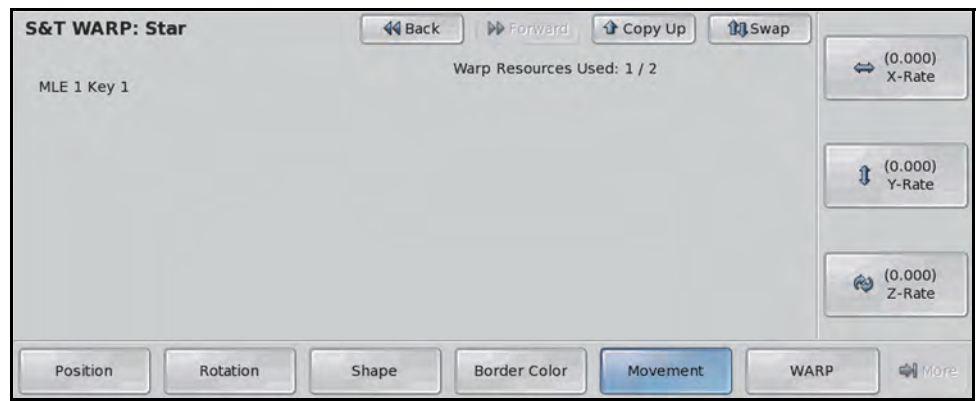 S&T WARP: Star
Back
Forward
Copy Up
Swap
Warp Resources Used: 1 / 2
MLE 1 Key 1
(0.000)
X-Rate
(0.000)
Y-Rate
(0.000)
Z-Rate
Position
Rotation
Shape
Border Color
Movement
WARP
More